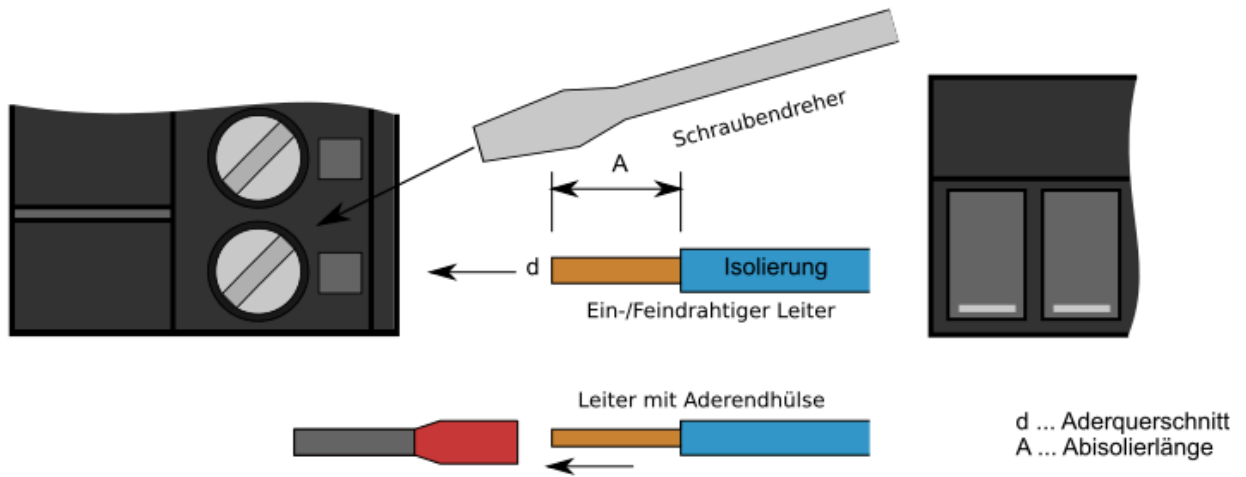 Schraubendreher
A
d
Isolierung
Ein-/Feindrahtiger Leiter
Leiter mit Aderendhülse
d ... Aderquerschnitt
A ... Abisolierlänge